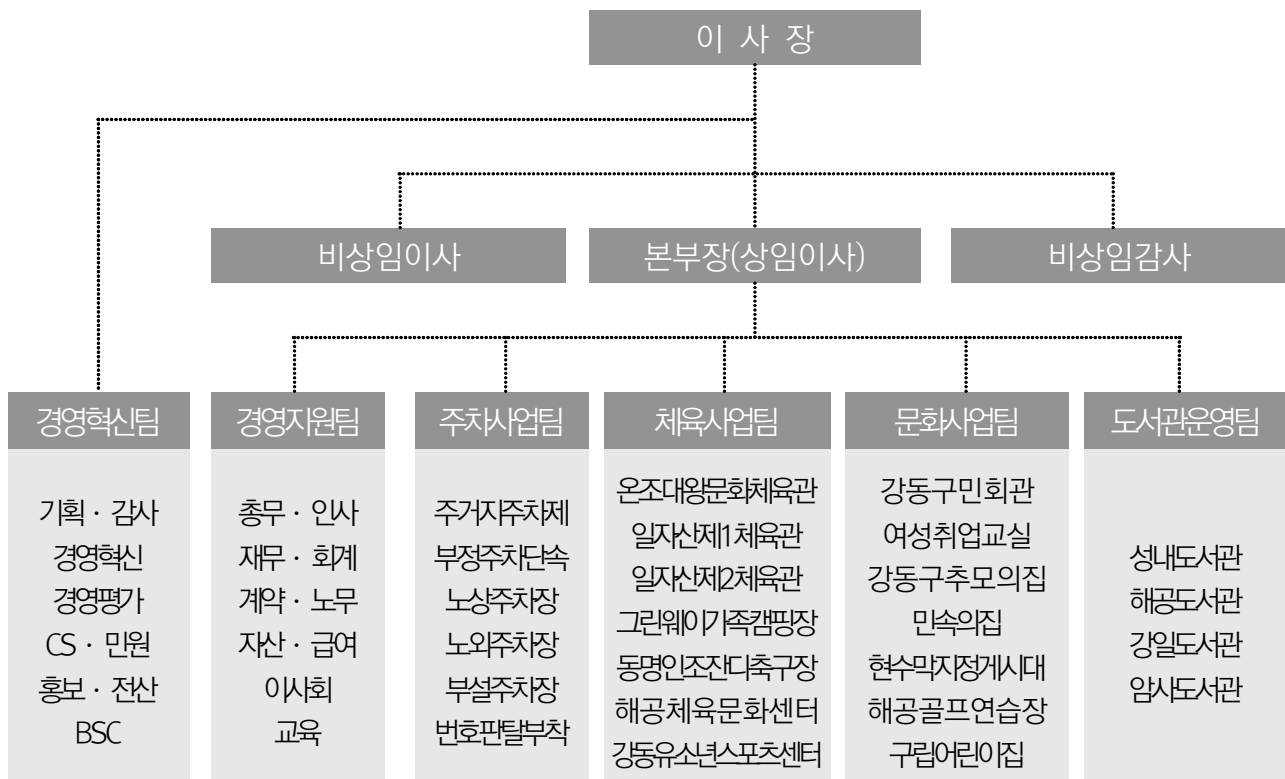 이 사 장
비상임이사
본부장(상임이사)
비상임감사
경영혁신팀
기획 · 감사
경영혁신
경영평가
CS · 민원
홍보 · 전산
BSC
경영지원팀
총무 · 인사
재무 · 회계
계약 · 노무
자산 · 급여
이사회
교육
주차사업팀
주거지주차제
부정주차단속
노상주차장
노외주차장
부설주차장
번호판탈부착
체육사업팀
온조대왕문화체육관
일자산제1체육관
일자산제2체육관
그린웨이가족캠핑장
동명인조잔디축구장
해공체육문화센터
강동유소년스포츠센터
문화사업팀
강동구민회관
여성취업교실
강동구추모의집
민속의집
현수막지정게시대
해공골프연습장
구립어린이집
도서관운영팀
성내도서관
해공도서관
강일도서관
암사도서관